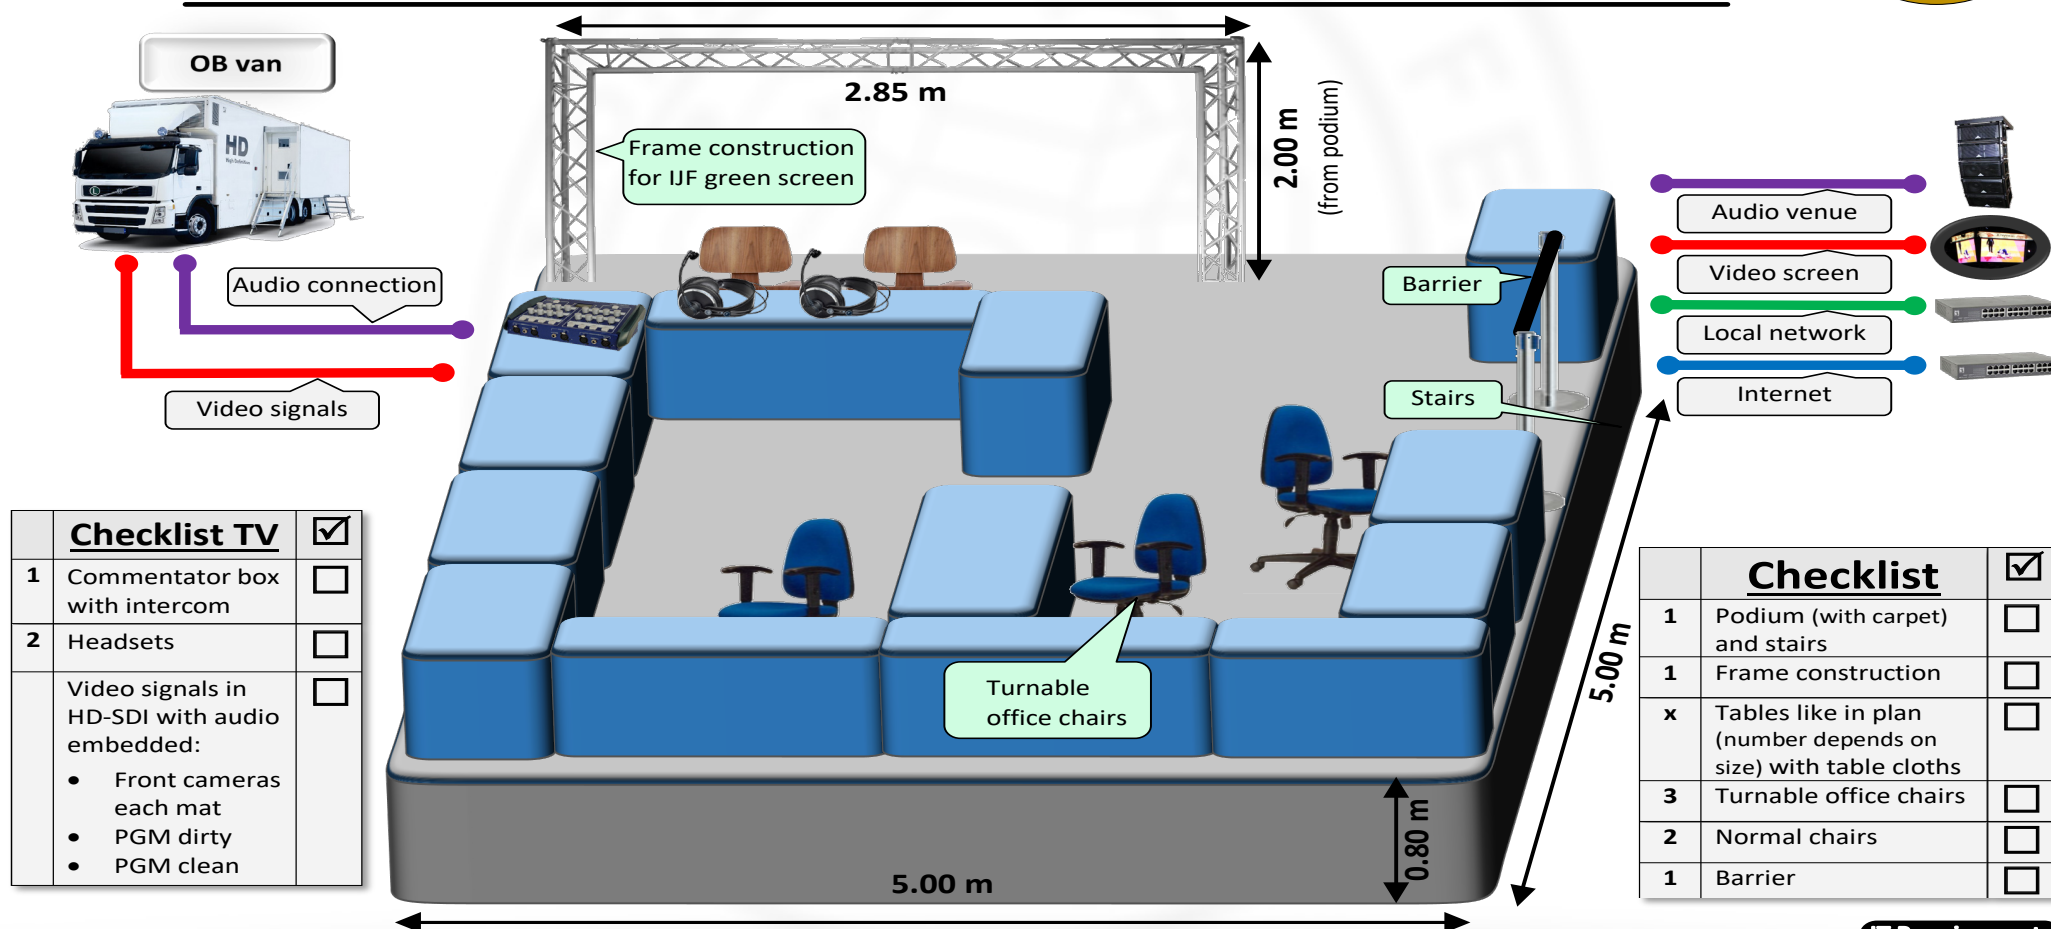 OB van
HD
2.85 m
2.00 m
(from podium)
Frame construction
for IJF green screen
Audio connection
Video signals
Barrier
Stairs
Audio venue
Video screen
Local network
Internet
Checklist TV
1 Commentator box
with intercom
2 Headsets
Video signals in
HD-SDI with audio
embedded:
• Front cameras
each mat
• PGM dirty
• PGM clean
Turnable
office chairs
5.00 m
0.80 m
5.00 m
Checklist
1 Podium (with carpet)
and stairs
1 Frame construction
x Tables like in plan
(number depends on
size) with table cloths
3 Turnable office chairs
2 Normal chairs
1 Barrier